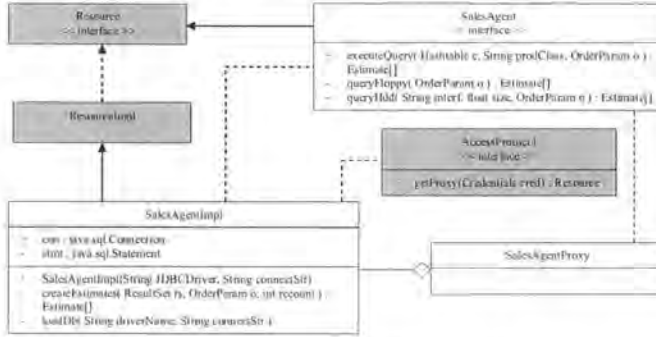 Resource
<< interface >>
SalesAgent
< interface >
- executeQuery( Hashtable c, String prodClass, OrderParam o ) :
Estimate[]
- queryFloppy( OrderParam o ) : Estimate[]
- queryHdd( String interf, float size, OrderParam o ) : Estimate[]
ResourceImpl
AccessProtocol
<< interface >>
getProxy(Credentials cred) : Resource
SalesAgentImpl
- con : java.sql.Connection
- stmt : java.sql.Statement
SalesAgentImpl(String JDBCDriver, String connectStr)
- createEstimates( ResultSet rs, OrderParam o, int recount ) :
Estimate[]
- loadDb( String driverName, String connectStr )
SalesAgentProxy